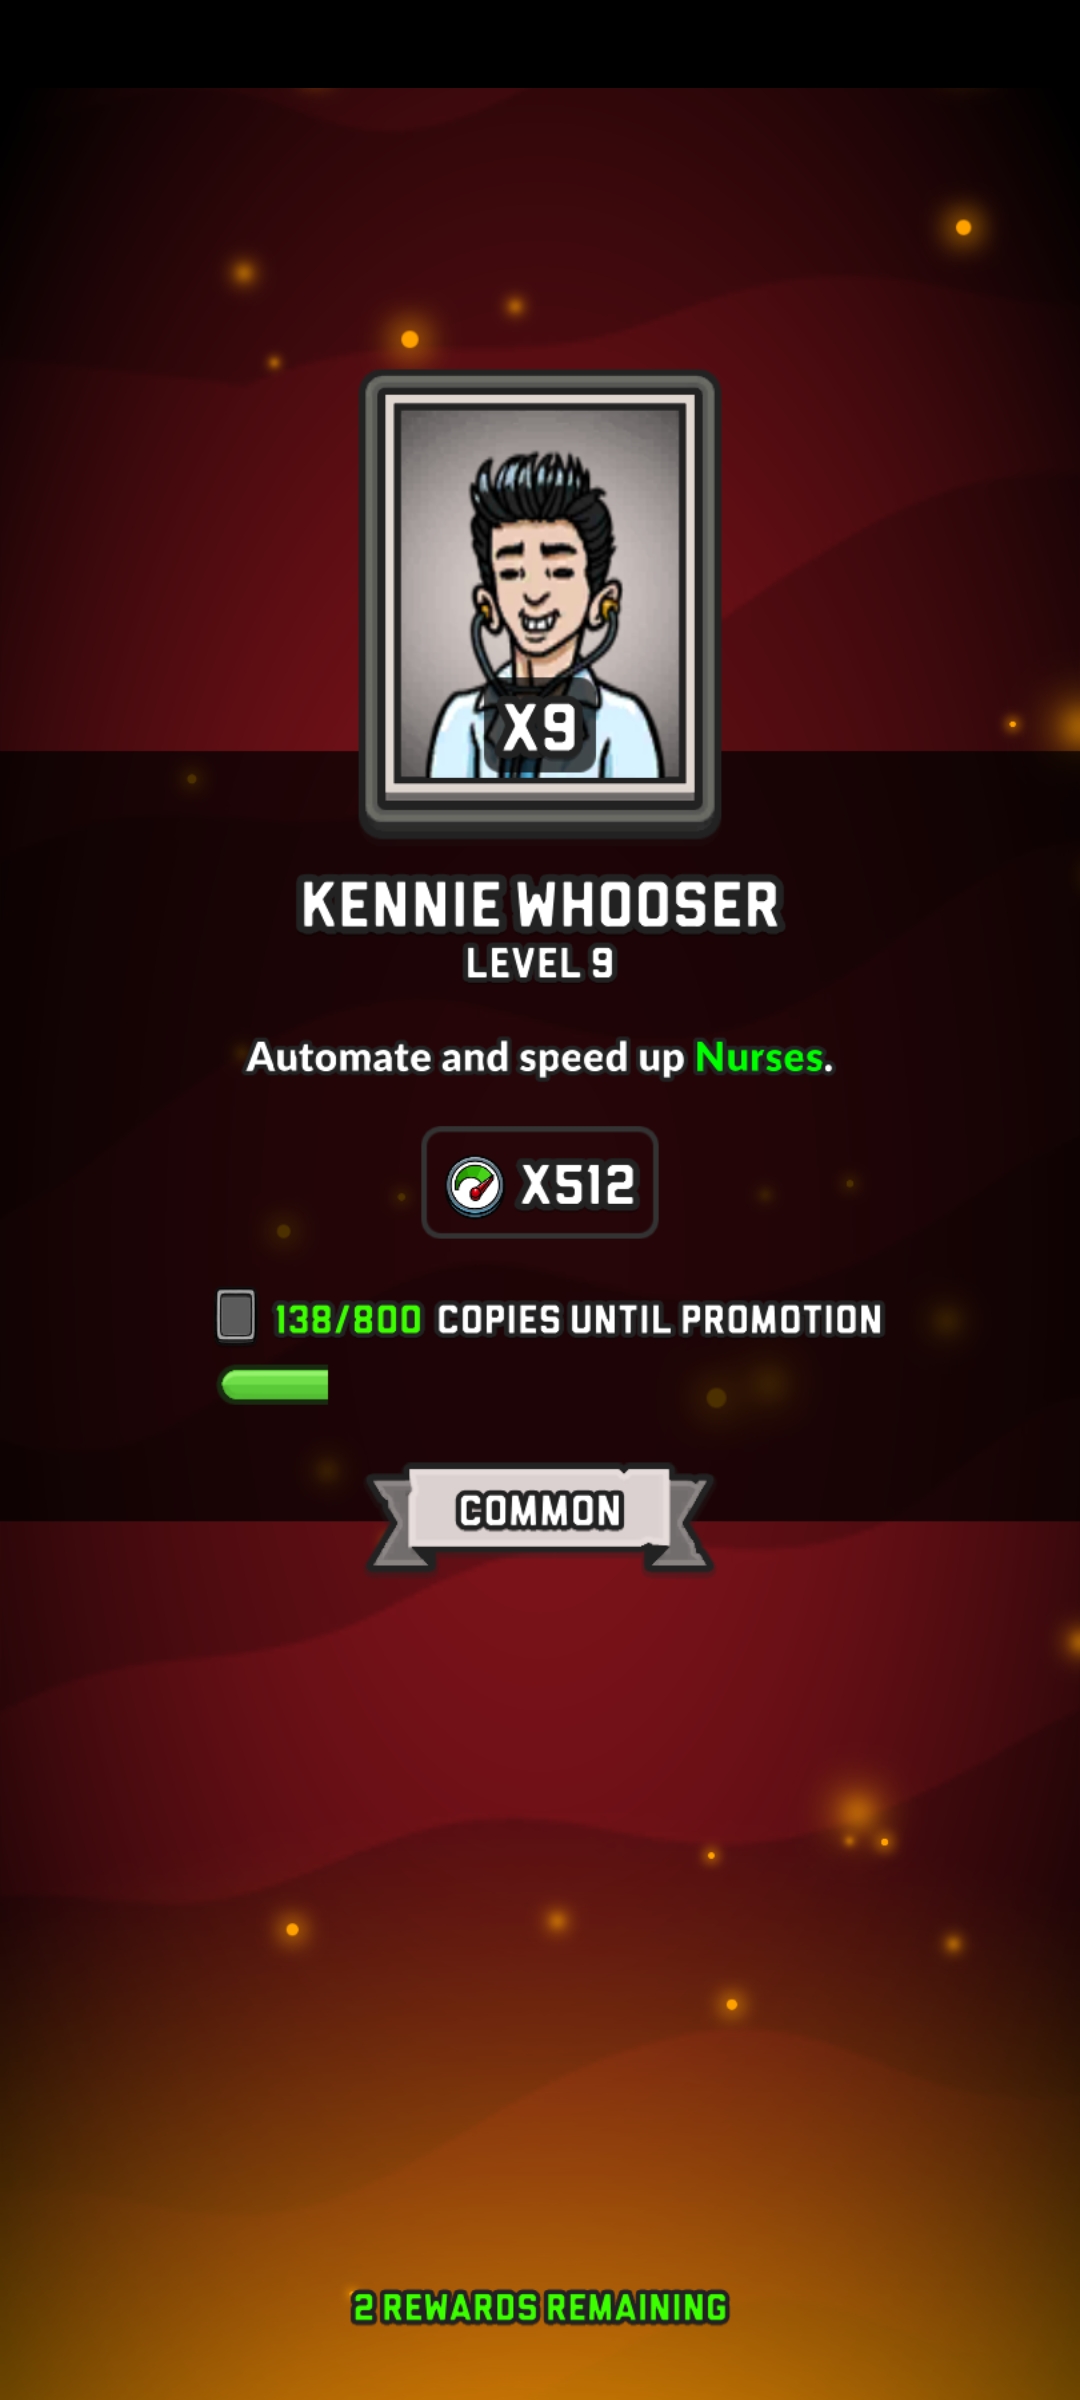 X9
KENNIE WHOOSER
LEVEL 9
Automate and speed up Nurses.
X512
138/800 COPIES UNTIL PROMOTION
COMMON
2 REWARDS REMAINING